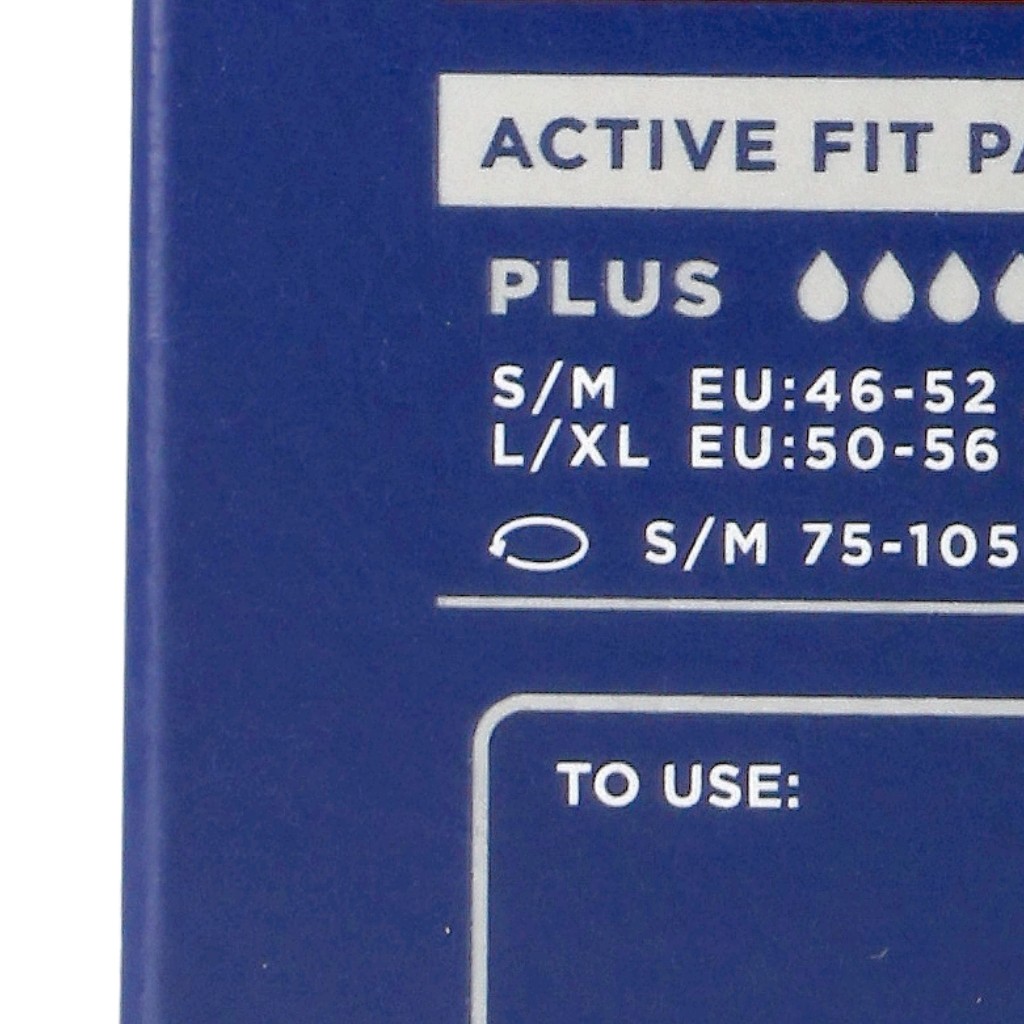 ACTIVE FIT PA
PLUS
S/M EU:46-52
L/XL EU:50-56
S/M 75-105
TO USE: